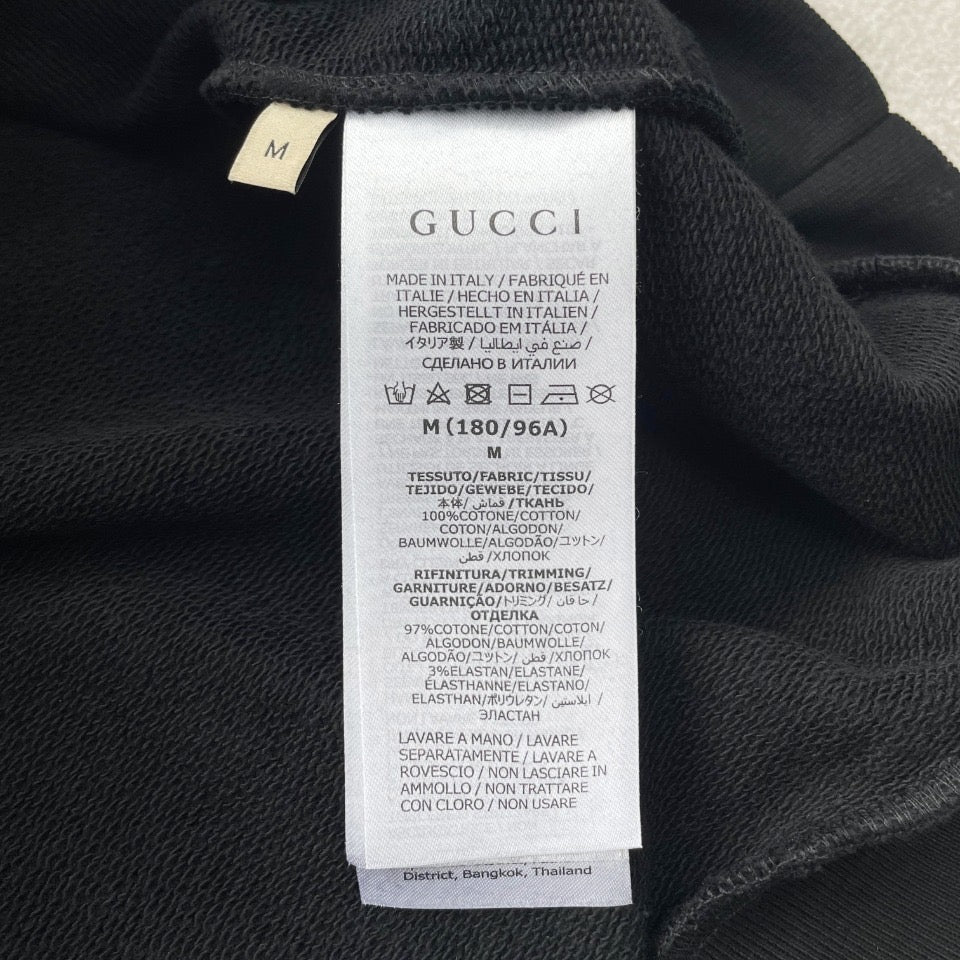 M
GUCCI
MADE IN ITALY / FABRIQUÉ EN
ITALIE / HECHO EN ITALIA /
HERGESTELLT IN ITALIEN /
FABRICADO EM ITÁLIA /
イタリア製 / صنع في ايطاليا /
СДЕЛАНО В ИТАЛИИ
M (180/96A)
M
TESSUTO/FABRIC/TISSU/
TEJIDO/GEWEBE/TECIDO/
本体/ قماش /ТКАНЬ
100%COTONE/COTTON/
COTON/ALGODON/
BAUMWOLLE/ALGODÃO/コットン/
قطن /ХЛОПОК
RIFINITURA/TRIMMING/
GARNITURE/ADORNO/BESATZ/
GUARNIÇÃO/トリミング/ حافان /
ОТДЕЛКА
97%COTONE/COTTON/COTON/
ALGODON/BAUMWOLLE/
ALGODÃO/コットン/ قطن /ХЛОПОК
3%ELASTAN/ELASTANE/
ÉLASTHANNE/ELASTANO/
ELASTHAN/ポリウレタン/ ايلاستين /
ЭЛАСТАН
LAVARE A MANO / LAVARE
SEPARATAMENTE / LAVARE A
ROVESCIO / NON LASCIARE IN
AMMOLLO / NON TRATTARE
CON CLORO / NON USARE
District, Bangkok, Thailand